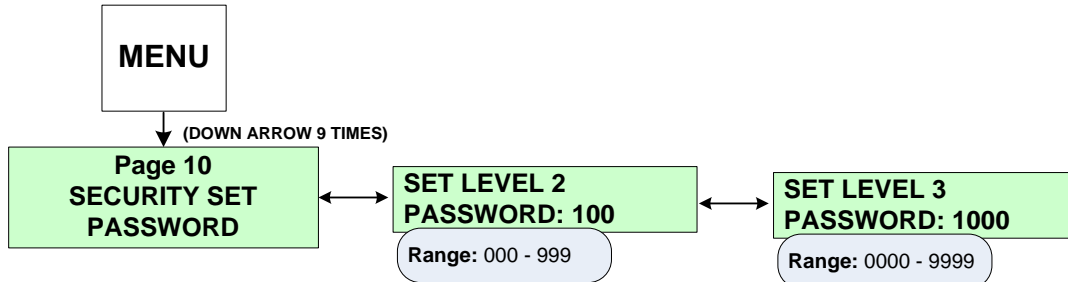 MENU
(DOWN ARROW 9 TIMES)
Page 10
SECURITY SET
PASSWORD
SET LEVEL 2
PASSWORD: 100
Range: 000 - 999
SET LEVEL 3
PASSWORD: 1000
Range: 0000 - 9999